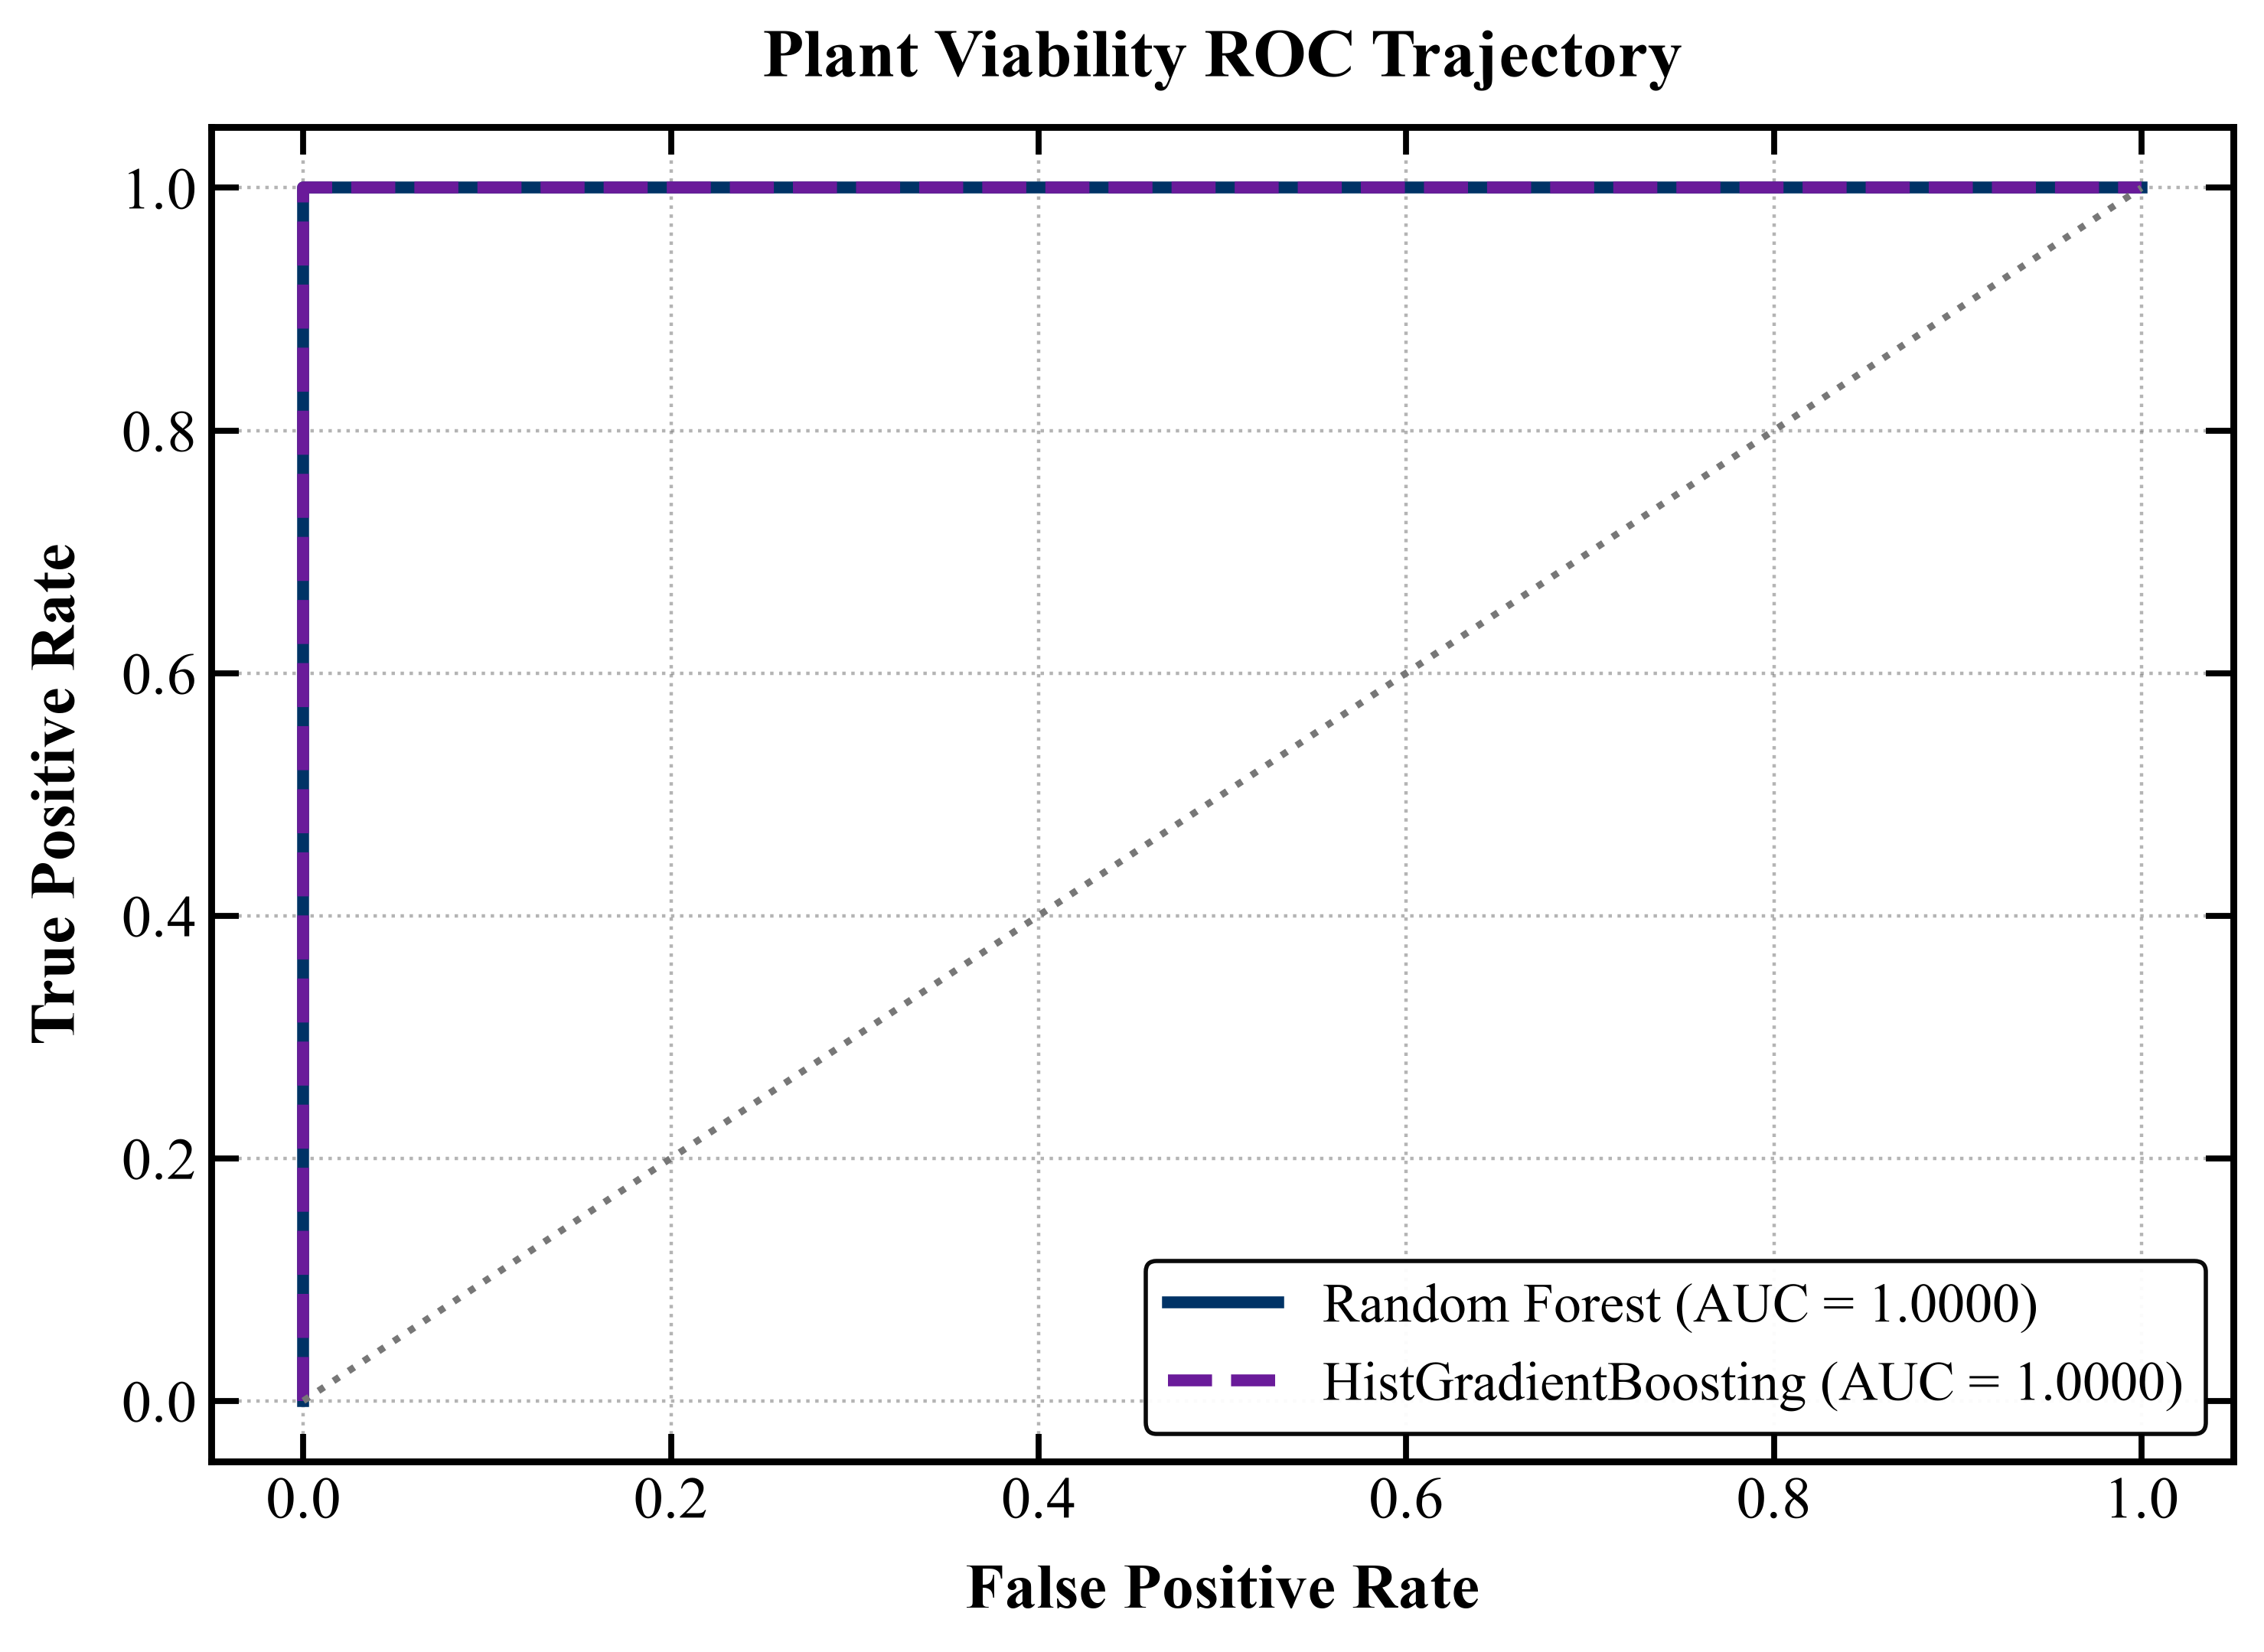 Plant Viability ROC Trajectory
True Positive Rate
1.0
0.8
0.6
0.4
0.2
0.0
Random Forest (AUC = 1.0000)
HistGradientBoosting (AUC = 1.0000)
0.0 0.2 0.4 0.6 0.8 1.0
False Positive Rate